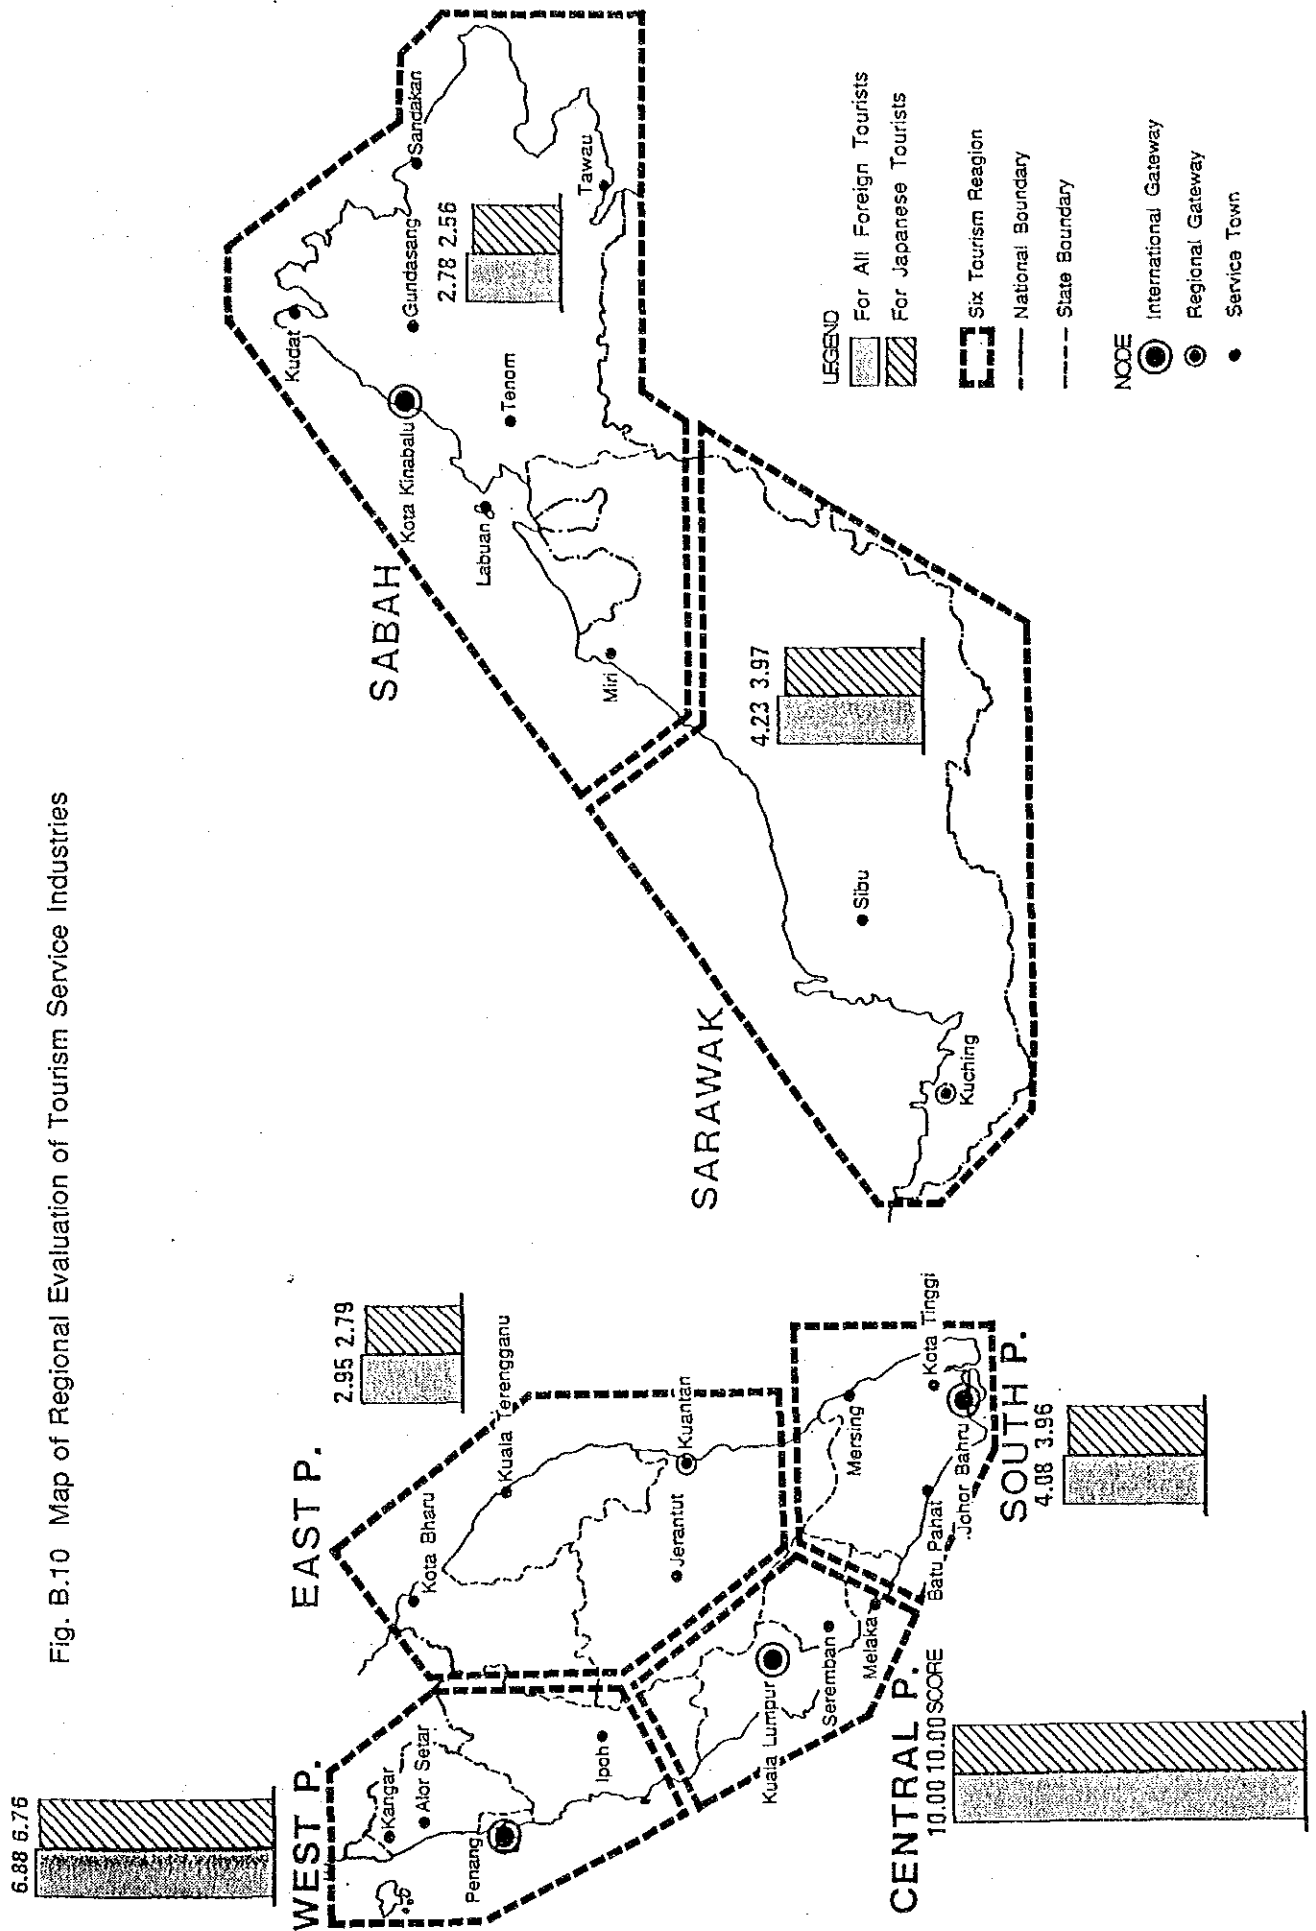 Fig. B.10 Map of Regional Evaluation of Tourism Service Industries
6.88 6.76
WEST P.
Kangar
Alor Setar
Penang
Ipoh
EAST P.
2.95 2.79
Kota Bharu
Kuala Terengganu
Jerantut
Kuantan
CENTRAL P.
10.00 10.00 SCORE
Kuala Lumpur
Seremban
Melaka
SOUTH P.
4.08 3.96
Mersing
Batu Pahat
Johor Bahru
Kota Tinggi
SABAH
Kudat
Kota Kinabalu
Gundasang
Sandakan
2.78 2.56
Labuan
Tenom
Tawau
Miri
SARAWAK
4.23 3.97
Sibu
Kuching
LEGEND
For All Foreign Tourists
For Japanese Tourists
Six Tourism Reagion
National Boundary
State Boundary
NODE
International Gateway
Regional Gateway
Service Town